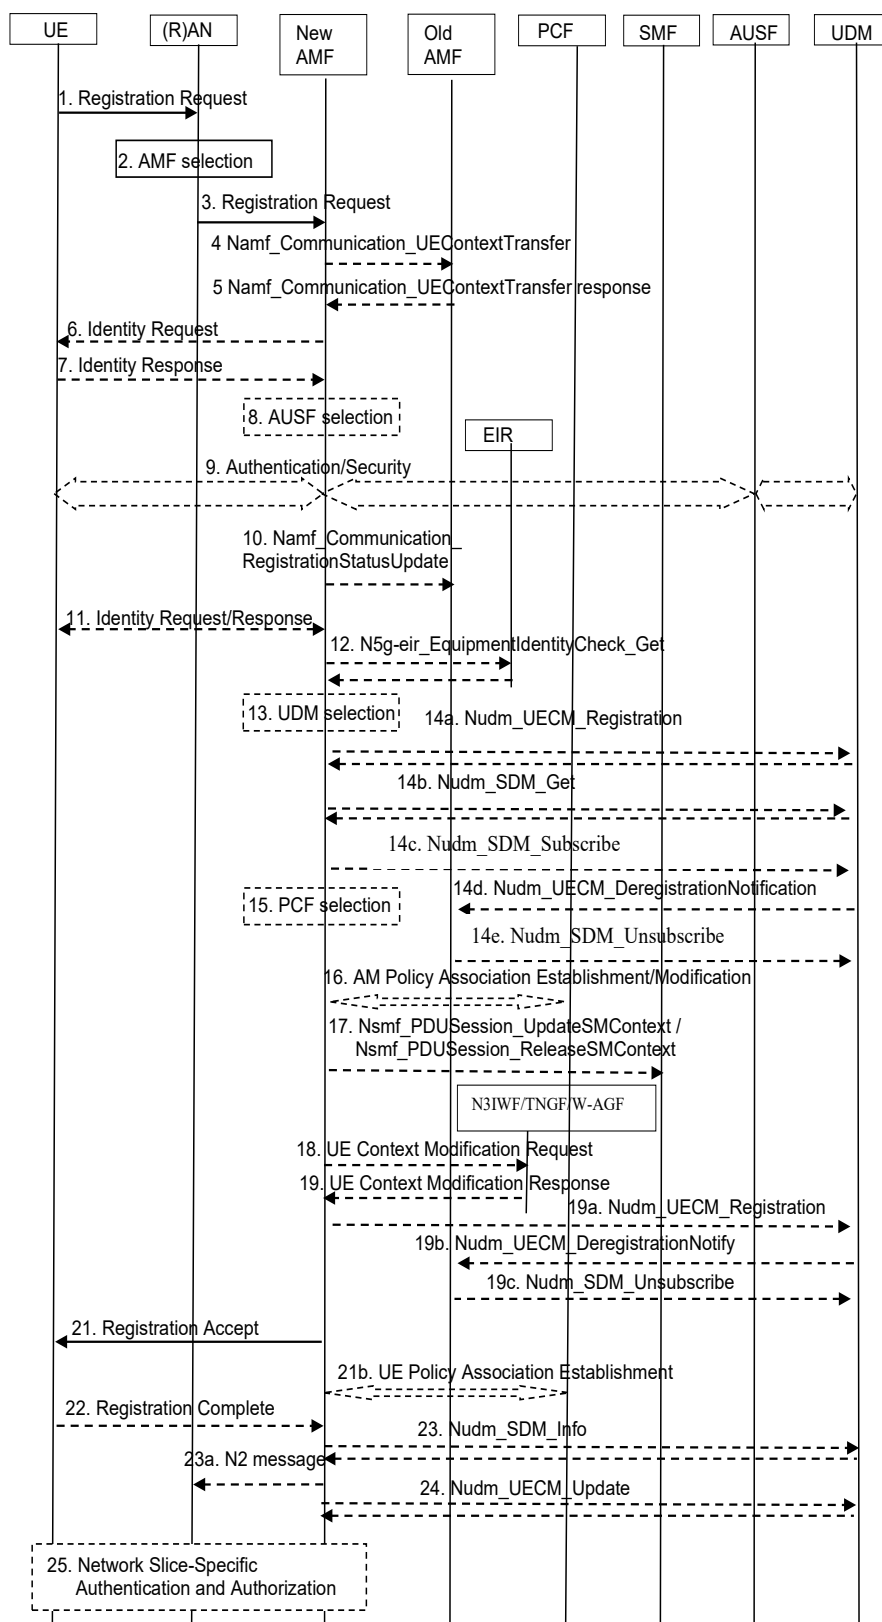 UE
(R)AN
New
AMF
Old
AMF
PCF
SMF
AUSF
UDM
1. Registration Request
2. AMF selection
3. Registration Request
4 Namf_Communication_UEContextTransfer
5 Namf_Communication_UEContextTransfer response
6. Identity Request
7. Identity Response
8. AUSF selection
EIR
9. Authentication/Security
10. Namf_Communication_
RegistrationStatusUpdate
11. Identity Request/Response
12. N5g-eir_EquipmentIdentityCheck_Get
13. UDM selection
14a. Nudm_UECM_Registration
14b. Nudm_SDM_Get
14c. Nudm_SDM_Subscribe
14d. Nudm_UECM_DeregistrationNotification
15. PCF selection
14e. Nudm_SDM_Unsubscribe
16. AM Policy Association Establishment/Modification
17. Nsmf_PDUSession_UpdateSMContext /
Nsmf_PDUSession_ReleaseSMContext
N3IWF/TNGF/W-AGF
18. UE Context Modification Request
19. UE Context Modification Response
19a. Nudm_UECM_Registration
19b. Nudm_UECM_DeregistrationNotify
19c. Nudm_SDM_Unsubscribe
21. Registration Accept
21b. UE Policy Association Establishment
22. Registration Complete
23. Nudm_SDM_Info
23a. N2 message
24. Nudm_UECM_Update
25. Network Slice-Specific
Authentication and Authorization